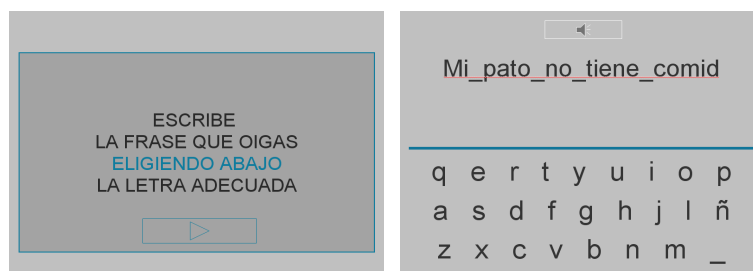 ESCRIBE
LA FRASE QUE OIGAS
ELIGIENDO ABAJO
LA LETRA ADECUADA
Mi_pato_no_tiene_comid
q e r t y u i o p
a s d f g h j l ñ
z x c v b n m _